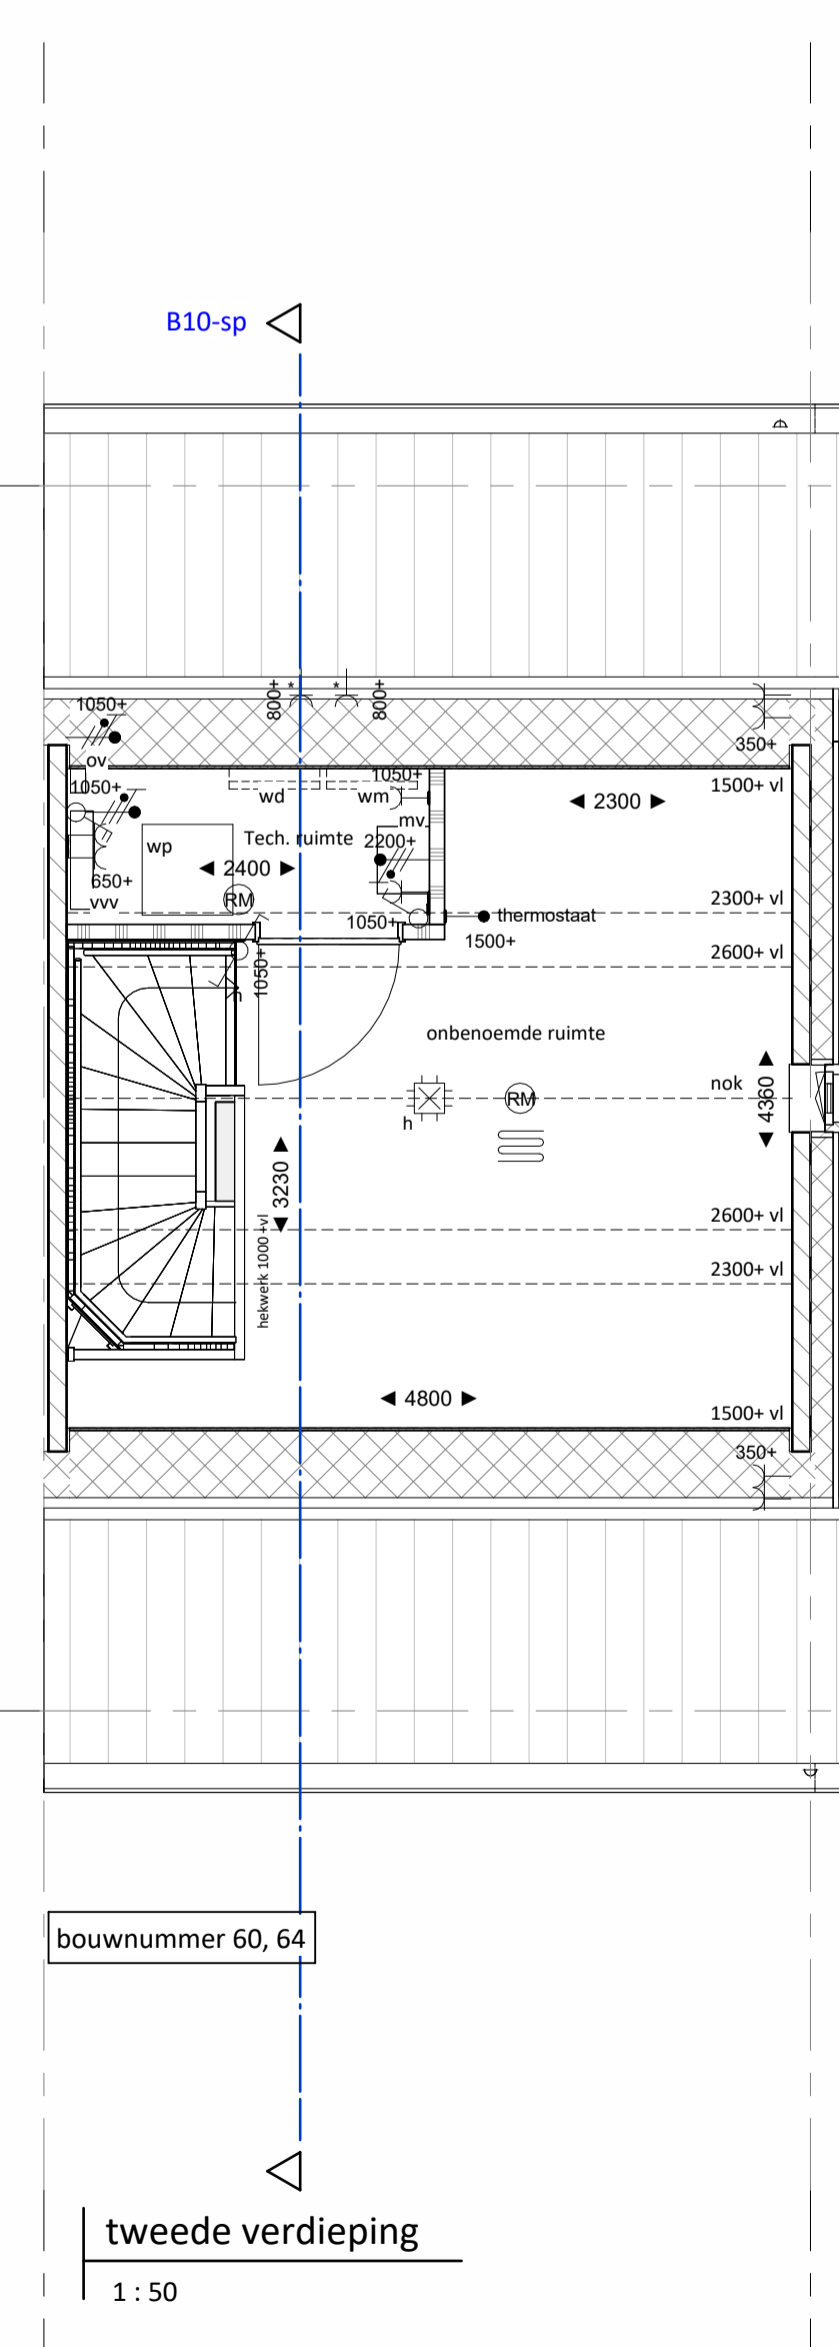 B10-sp
1050+
800+
*
*
800+
350+
ov
1050+
wd
wm
1050+
1500+ vl
2300
mv
wp
Tech. ruimte
2200+
2400
650+
vvv
RM
1050+
2300+ vl
thermostaat
1500+
1050+
2600+ vl
onbenoemde ruimte
nok
RM
h
4360
3230
hekwerk 1000+vl
2600+ vl
2300+ vl
4800
1500+ vl
350+
bouwnummer 60, 64
tweede verdieping
1 : 50